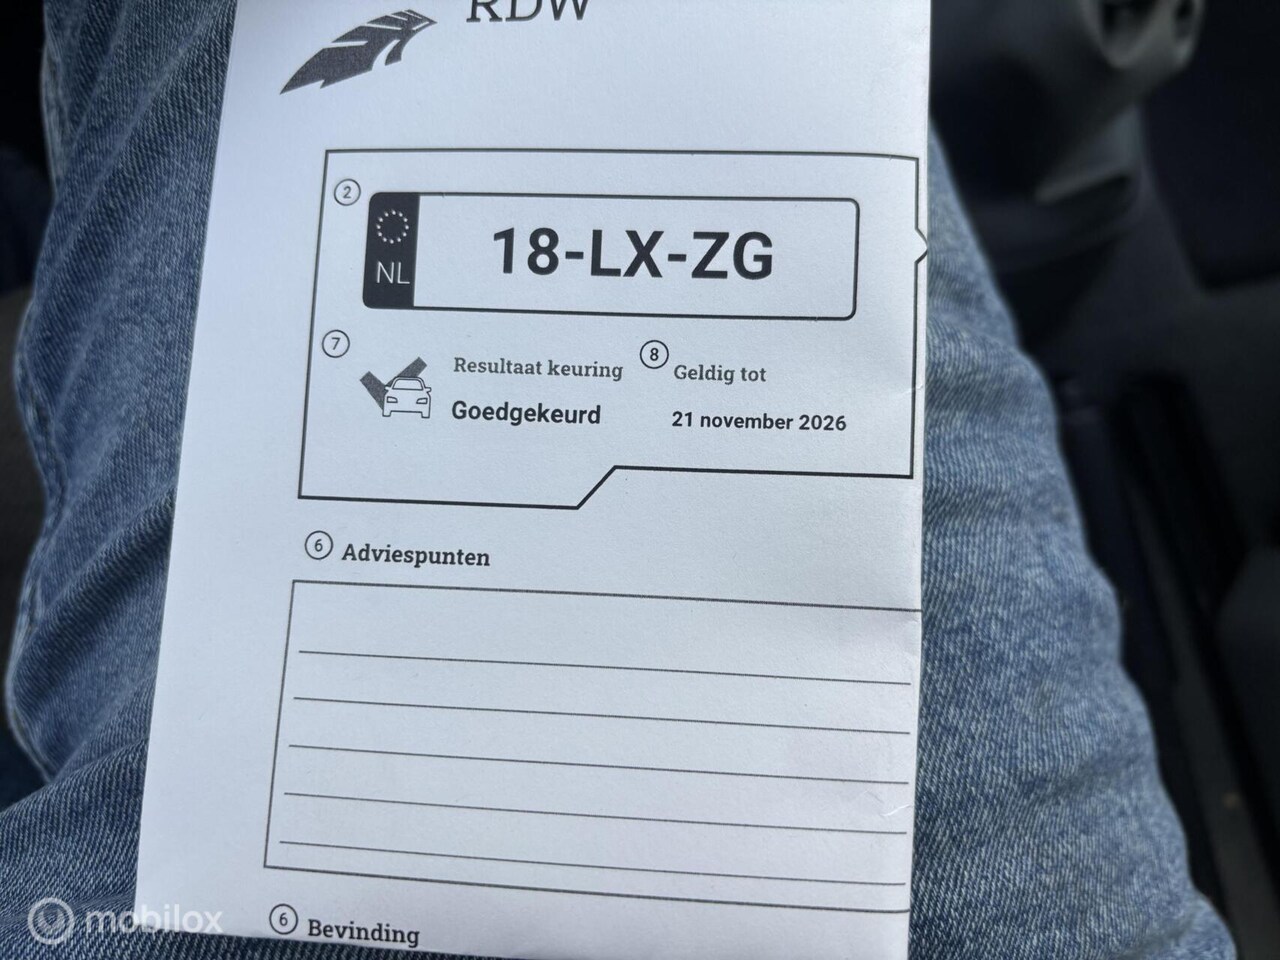 RDW
2
NL
18-LX-ZG
7
Resultaat keuring
8
Geldig tot
Goedgekeurd
21 november 2026
6 Adviespunten
6 Bevinding
mobilox